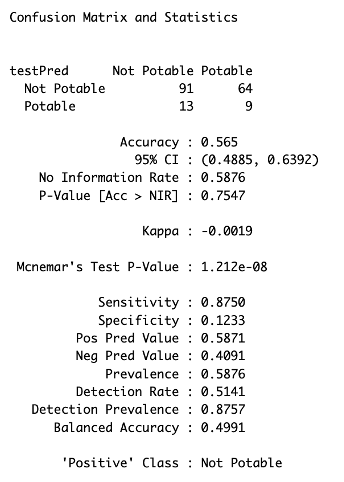 Confusion Matrix and Statistics
testPred Not Potable Potable
Not Potable 91 64
Potable 13 9
Accuracy : 0.565
95% CI : (0.4885, 0.6392)
No Information Rate : 0.5876
P-Value [Acc > NIR] : 0.7547
Kappa : -0.0019
Mcnemar's Test P-Value : 1.212e-08
Sensitivity : 0.8750
Specificity : 0.1233
Pos Pred Value : 0.5871
Neg Pred Value : 0.4091
Prevalence : 0.5876
Detection Rate : 0.5141
Detection Prevalence : 0.8757
Balanced Accuracy : 0.4991
'Positive' Class : Not Potable